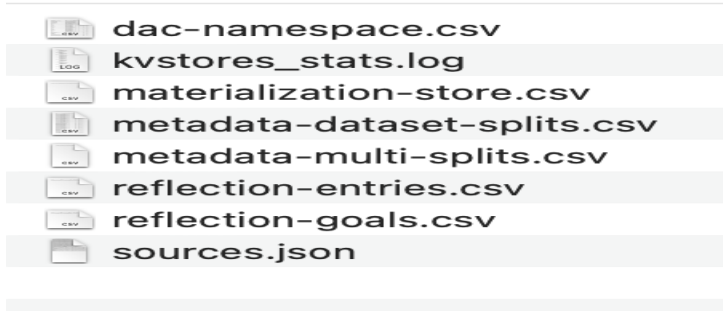 dac-namespace.csv
kvstores_stats.log
materialization-store.csv
metadata-dataset-splits.csv
metadata-multi-splits.csv
reflection-entries.csv
reflection-goals.csv
sources.json